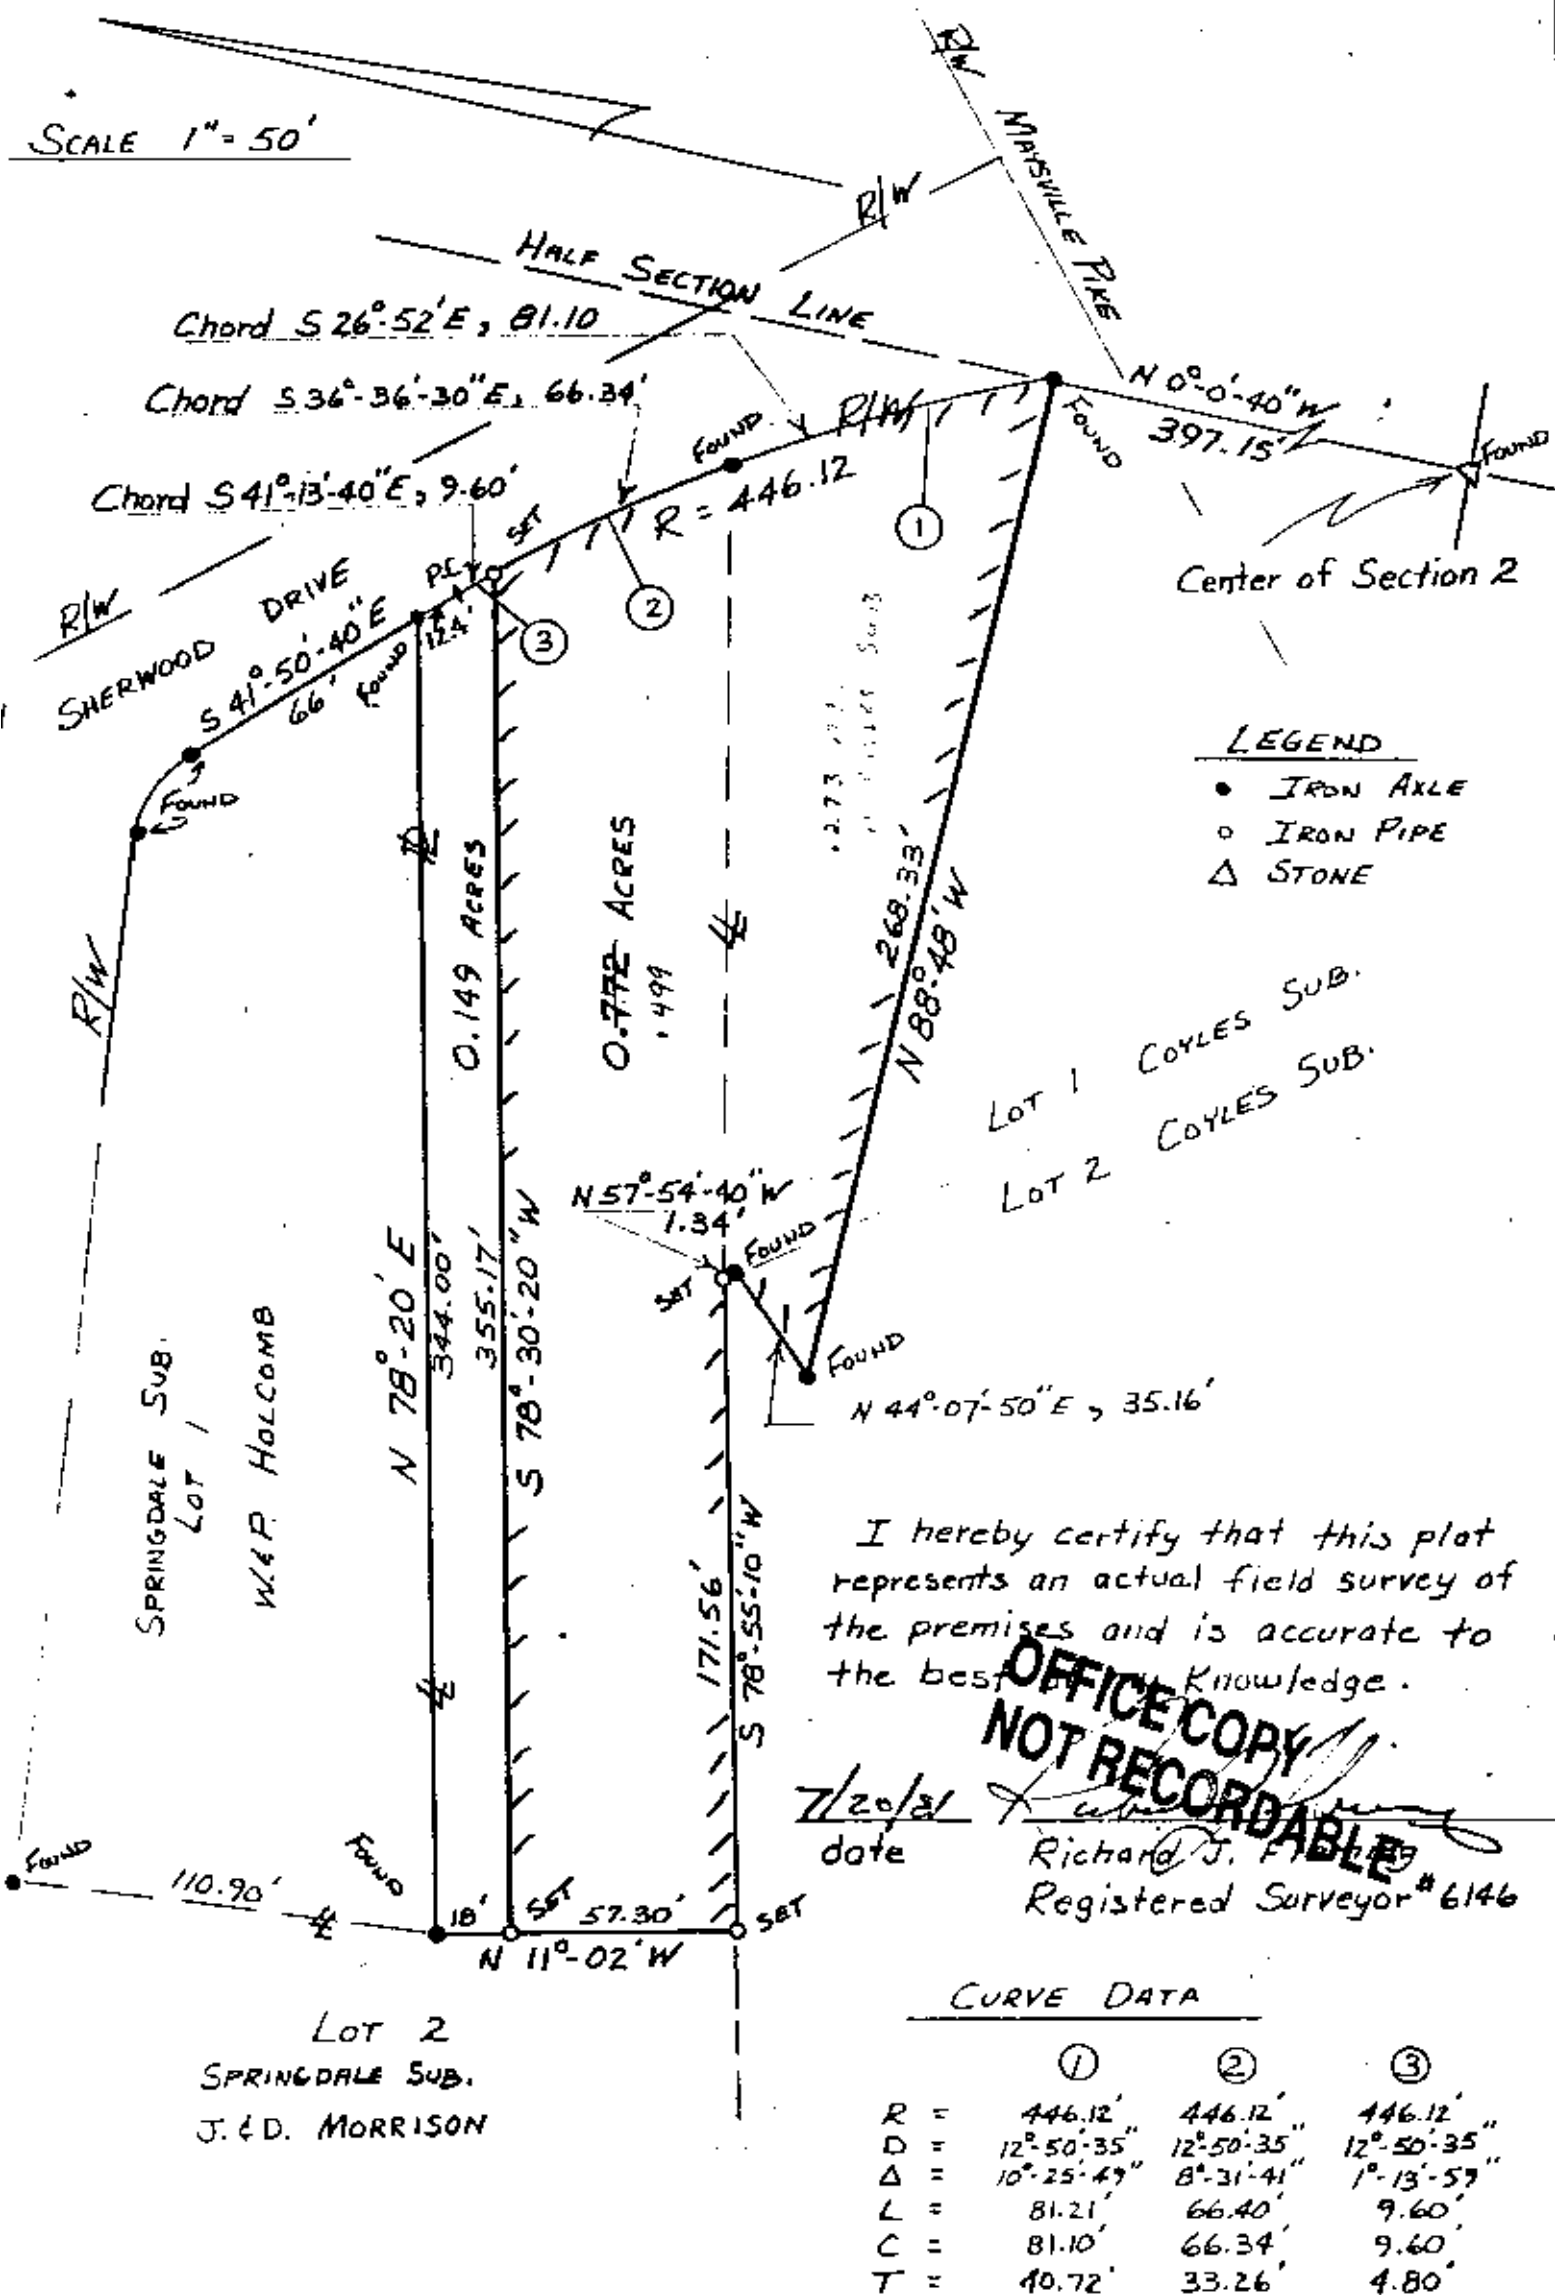 SCALE 1" = 50'
R/W
MAYSVILLE PIKE
R/W
HALF SECTION LINE
Chord S 26°-52' E, 81.10
Chord S 36°-36'-30" E, 66.34'
Chord S 41°-13'-40" E, 9.60'
N 0°-0'-40" W
397.15'
FOUND
FOUND
FOUND
R/W
R = 446.12
1
2
3
SET
P.C.
12.4'
Center of Section 2
R/W
SHERWOOD DRIVE
S 41°-50'-40" E
66'
FOUND
FOUND
R/W
LEGEND
● IRON AXLE
○ IRON PIPE
△ STONE
0.149 ACRES
0.772 ACRES
.499
.273
268.33'
N 88°-48' W
LOT 1 COYLES SUB.
LOT 2 COYLES SUB.
N 57°-54'-40" W
1.34'
FOUND
SET
FOUND
N 44°-07'-50" E, 35.16'
N 78°-20' E
344.00'
355.17'
S 78°-30'-20" W
SPRINGDALE SUB.
LOT 1
W. & P. HOLCOMB
171.56'
S 78°-55'-10" W
I hereby certify that this plat
represents an actual field survey of
the premises and is accurate to
the best Knowledge.
OFFICE COPY
NOT RECORDABLE
7/20/81
date
Richard J.
Registered Surveyor #6146
FOUND
110.90'
FOUND
18'
SET
57.30'
SET
N 11°-02' W
LOT 2
SPRINGDALE SUB.
J. & D. MORRISON
CURVE DATA
1 2 3
R = 446.12' 446.12' 446.12'
D = 12°-50'-35" 12°-50'-35" 12°-50'-35"
Δ = 10°-25'-49" 8°-31'-41" 1°-13'-59"
L = 81.21' 66.40' 9.60'
C = 81.10' 66.34' 9.60'
T = 40.72' 33.26' 4.80'